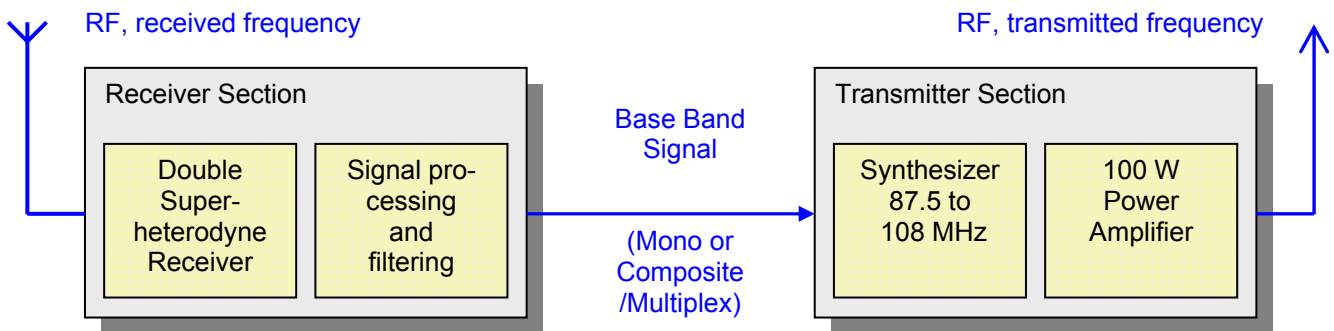 RF, received frequency
RF, transmitted frequency
Receiver Section
Double
Super-
heterodyne
Receiver
Signal pro-
cessing
and
filtering
Base Band
Signal
(Mono or
Composite
/Multiplex)
Transmitter Section
Synthesizer
87.5 to
108 MHz
100 W
Power
Amplifier